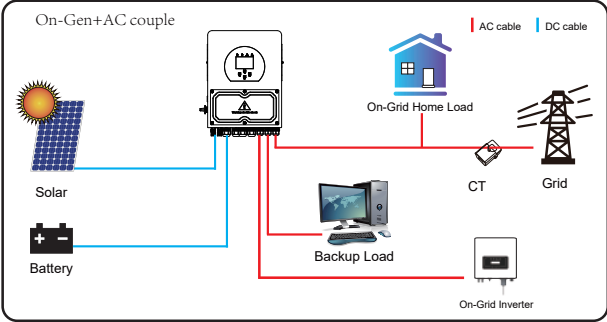 On-Gen+AC couple
AC cable
DC cable
On-Grid Home Load
Solar
CT
Grid
Battery
Backup Load
On-Grid Inverter